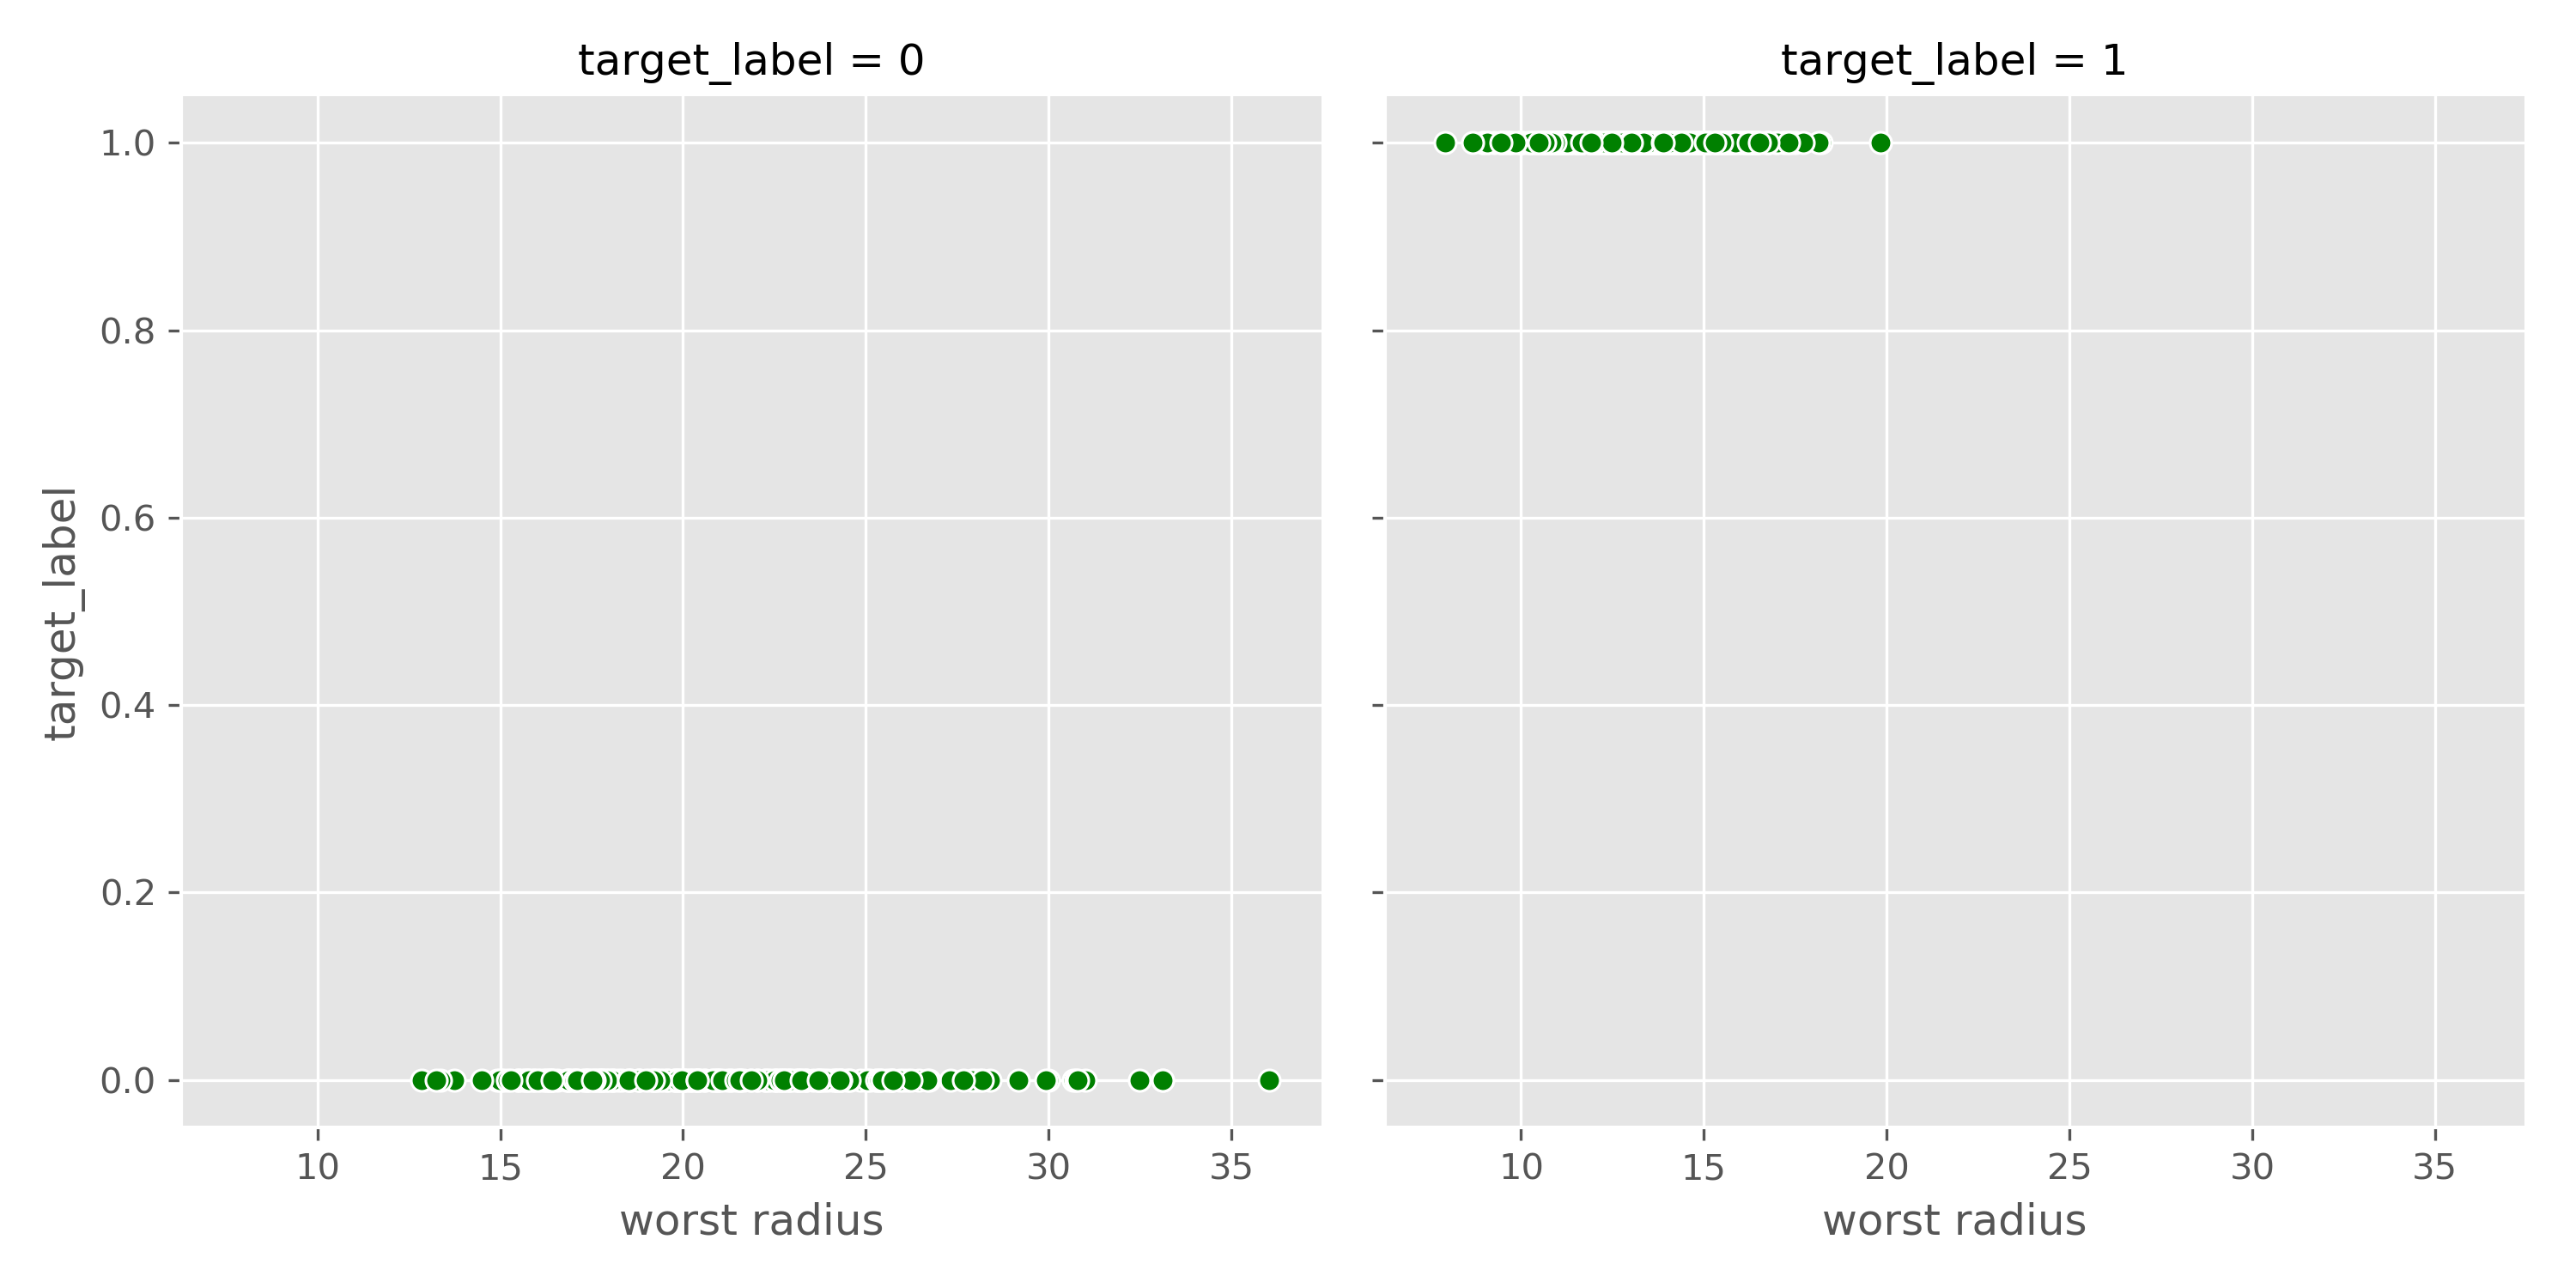 target_label = 0
target_label = 1
target_label
1.0
0.8
0.6
0.4
0.2
0.0
10 15 20 25 30 35
10 15 20 25 30 35
worst radius
worst radius